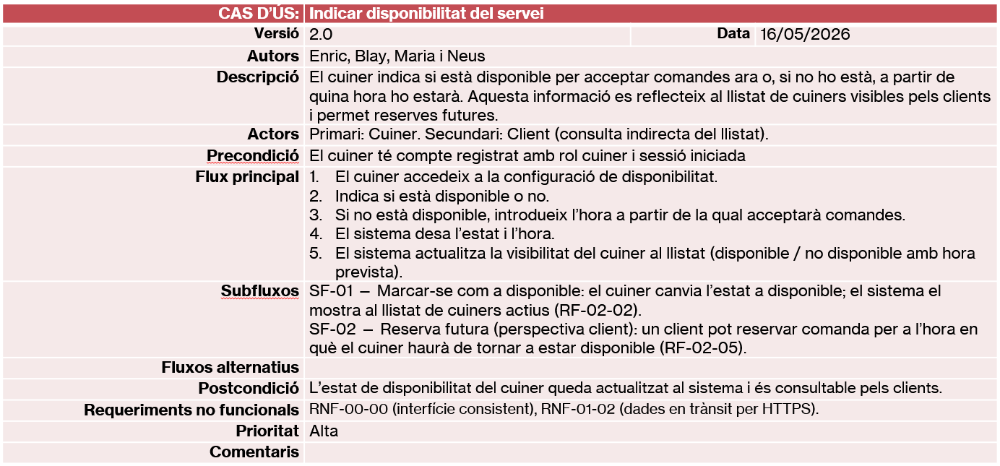 CAS D’ÚS: Indicar disponibilitat del servei
Versió 2.0 Data 16/05/2026
Autors Enric, Blay, Maria i Neus
Descripció El cuiner indica si està disponible per acceptar comandes ara o, si no ho està, a partir de
quina hora ho estarà. Aquesta informació es reflecteix al llistat de cuiners visibles pels clients
i permet reserves futures.
Actors Primari: Cuiner. Secundari: Client (consulta indirecta del llistat).
Precondició El cuiner té compte registrat amb rol cuiner i sessió iniciada
Flux principal 1. El cuiner accedeix a la configuració de disponibilitat.
2. Indica si està disponible o no.
3. Si no està disponible, introdueix l’hora a partir de la qual acceptarà comandes.
4. El sistema desa l’estat i l’hora.
5. El sistema actualitza la visibilitat del cuiner al llistat (disponible / no disponible amb hora
prevista).
Subfluxos SF-01 — Marcar-se com a disponible: el cuiner canvia l’estat a disponible; el sistema el
mostra al llistat de cuiners actius (RF-02-02).
SF-02 — Reserva futura (perspectiva client): un client pot reservar comanda per a l’hora en
què el cuiner haurà de tornar a estar disponible (RF-02-05).
Fluxos alternatius
Postcondició L’estat de disponibilitat del cuiner queda actualitzat al sistema i és consultable pels clients.
Requeriments no funcionals RNF-00-00 (interfície consistent), RNF-01-02 (dades en trànsit per HTTPS).
Prioritat Alta
Comentaris